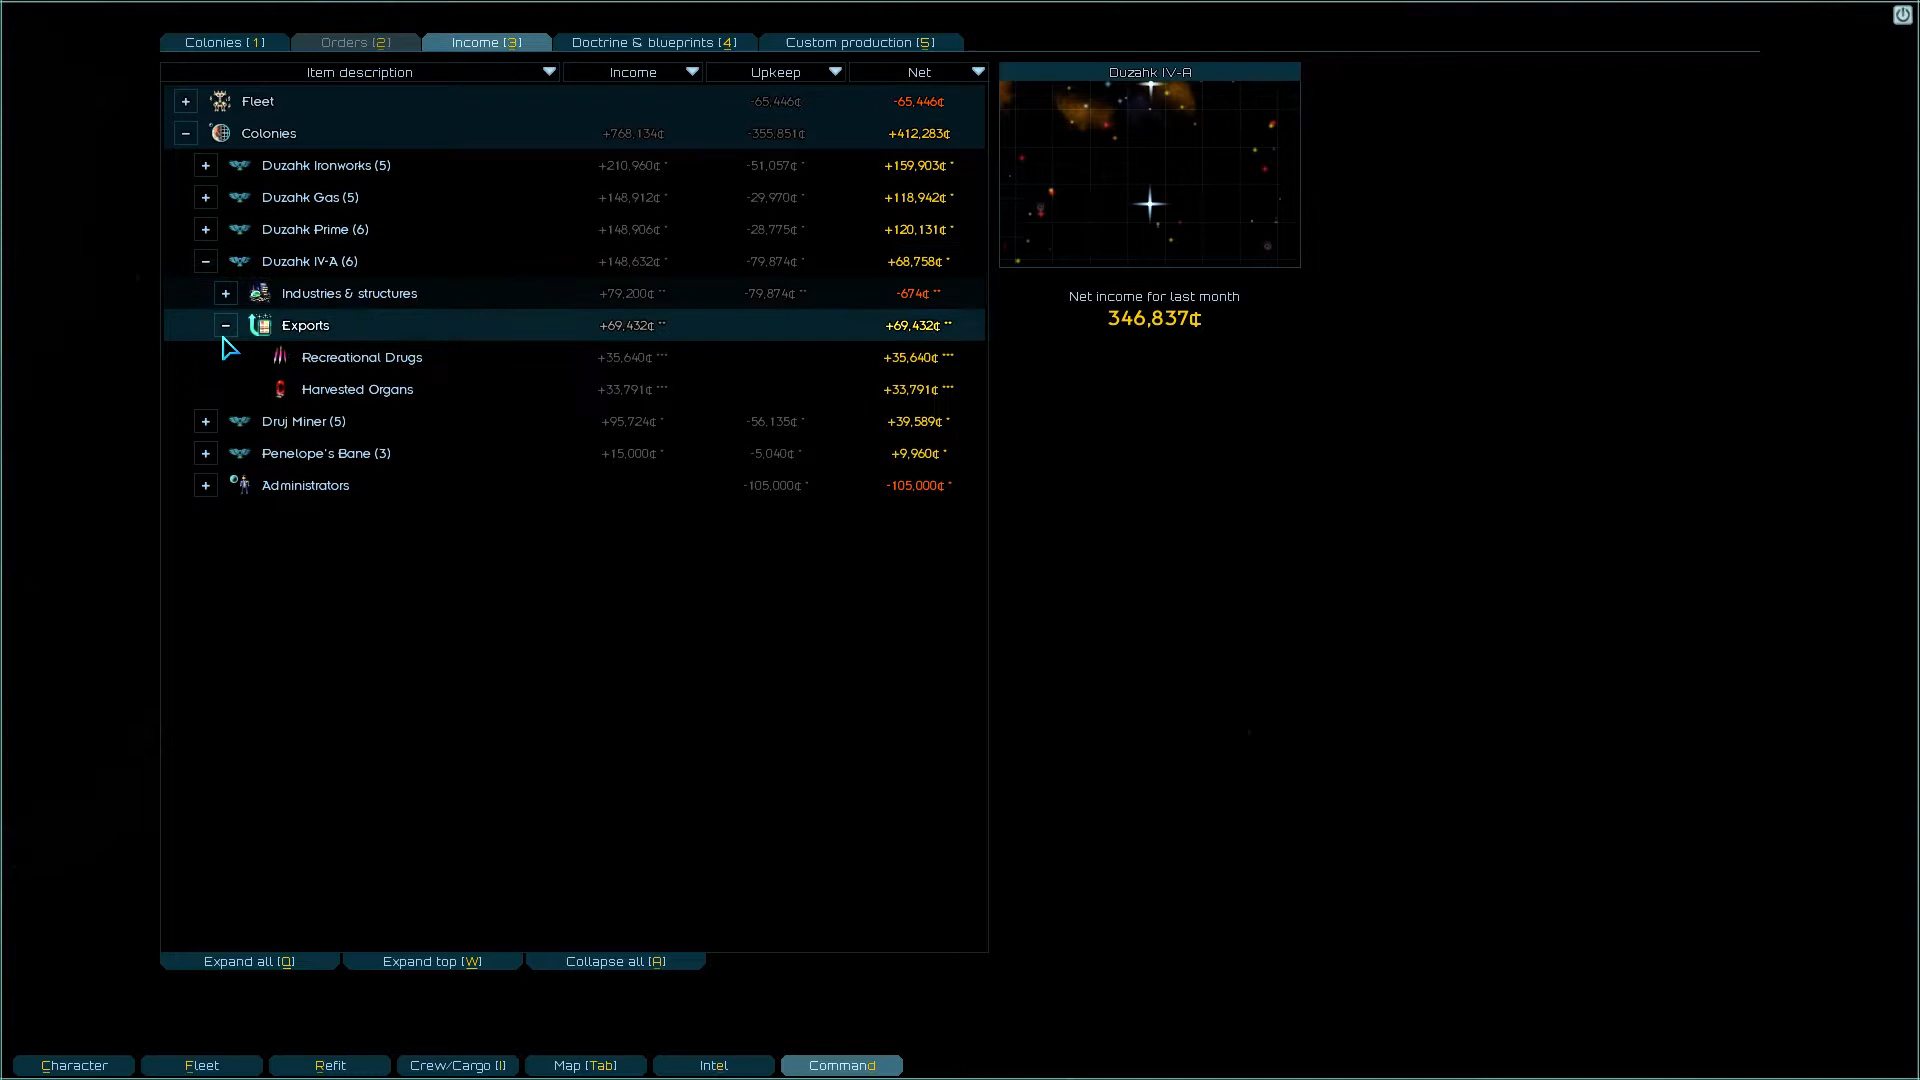 Colonies [1] Orders [2] Income [3] Doctrine & blueprints [4] Custom production [5]
Item description Income Upkeep Net Duzahk IV-A
+ Fleet -65,446¢ -65,446¢
- Colonies +768,134¢ -355,851¢ +412,283¢
+ Duzahk Ironworks (5) +210,960¢ * -51,057¢ * +159,903¢ *
+ Duzahk Gas (5) +148,912¢ * -29,970¢ * +118,942¢ *
+ Duzahk Prime (6) +148,906¢ * -28,775¢ * +120,131¢ *
- Duzahk IV-A (6) +148,632¢ * -79,874¢ * +68,758¢ *
+ Industries & structures +79,200¢ ** -79,874¢ ** -674¢ **
- Exports +69,432¢ ** +69,432¢ **
Recreational Drugs +35,640¢ *** +35,640¢ ***
Harvested Organs +33,791¢ *** +33,791¢ ***
+ Druj Miner (5) +95,724¢ * -56,135¢ * +39,589¢ *
+ Penelope's Bane (3) +15,000¢ * -5,040¢ * +9,960¢ *
+ Administrators -105,000¢ * -105,000¢ *
Net income for last month
346,837¢
Expand all [Q] Expand top [W] Collapse all [A]
Character Fleet Refit Crew/Cargo [I] Map [Tab] Intel Command